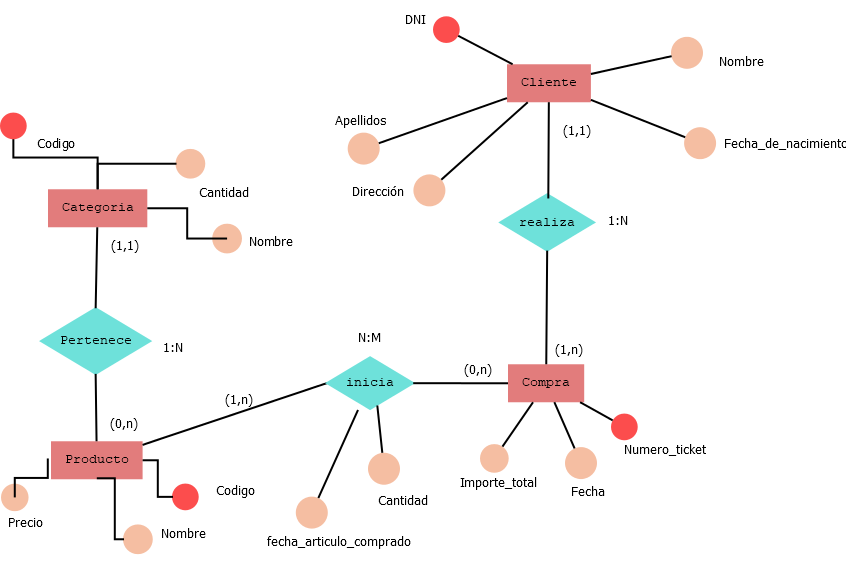 DNI
Cliente
Nombre
Apellidos
(1,1)
Fecha_de_nacimiento
Codigo
Cantidad
Dirección
Categoria
realiza
1:N
Nombre
(1,1)
Pertenece
1:N
N:M
(1,n)
inicia
(0,n)
Compra
(1,n)
(0,n)
Producto
Numero_ticket
Importe_total
Fecha
Codigo
Cantidad
Precio
Nombre
fecha_articulo_comprado